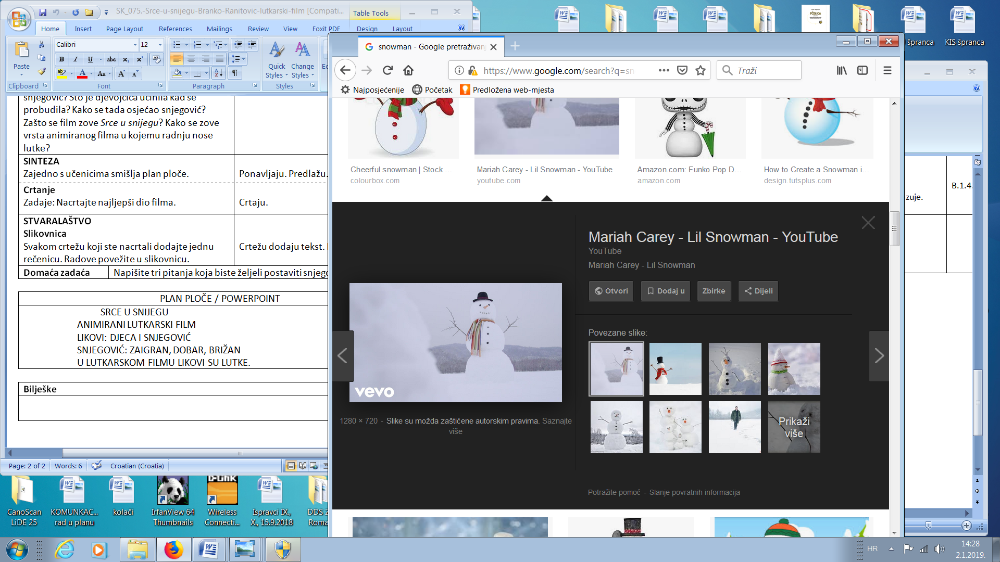 SK_075.-Srce-u-snijegu-Branko-Ranitovic-lutkarski-film [Compati...
Table Tools
Home
Insert
Page Layout
References
Mailings
Review
View
Foxit PDF
Design
Layout
Calibri
12
Paste
Quick Styles
Change Styles
Clipboard
Font
Paragraph
Styles
snjegović? Što je djevojčica učinila kad se
probudila? Kako se tada osjećao snjegović?
Zašto se film zove Srce u snijegu? Kako se zove
vrsta animiranog filma u kojemu radnju nose
lutke?
SINTEZA
Zajedno s učenicima smišlja plan ploče.
Ponavljaju. Predlažu.
Crtanje
Zadaje: Nacrtajte najljepši dio filma.
Crtaju.
STVARALAŠTVO
Slikovnica
Svakom crtežu koji ste nacrtali dodajte jednu
rečenicu. Radove povežite u slikovnicu.
Crtežu dodaju tekst.
Domaća zadaća
Napišite tri pitanja koja biste željeli postaviti snjego
PLAN PLOČE / POWERPOINT
SRCE U SNIJEGU
ANIMIRANI LUTKARSKI FILM
LIKOVI: DJECA I SNJEGOVIĆ
SNJEGOVIĆ: ZAIGRAN, DOBAR, BRIŽAN
U LUTKARSKOM FILMU LIKOVI SU LUTKE.
Bilješke
Page: 2 of 2
Words: 6
Croatian (Croatia)
snowman - Google pretraživanj
https://www.google.com/search?q=sn
Traži
Najposjećenije
Početak
Predložena web-mjesta
Cheerful snowman | Stock ...
colourbox.com
Mariah Carey - Lil Snowman - YouTube
youtube.com
Amazon.com: Funko Pop D...
amazon.com
How to Create a Snowman i...
design.tutsplus.com
Mariah Carey - Lil Snowman - YouTube
YouTube
Mariah Carey - Lil Snowman
Otvori
Dodaj u
Zbirke
Dijeli
Povezane slike:
Prikaži
više
vevo
1280 × 720 - Slike su možda zaštićene autorskim pravima. Saznajte
više
Potražite pomoć - Slanje povratnih informacija
B.1.4.
zuje.
PČELICA
špranca
KIS špranca
CanoScan
LiDE 25
KOMUNKAC...
rad u planu
kolači
IrfanView 64
Thumbnails
D-Link
Wireless
Connecti...
Ispravci IX.,
X., 15.9.2018
DDS Z
Roma
HR
14:28
2.1.2019.